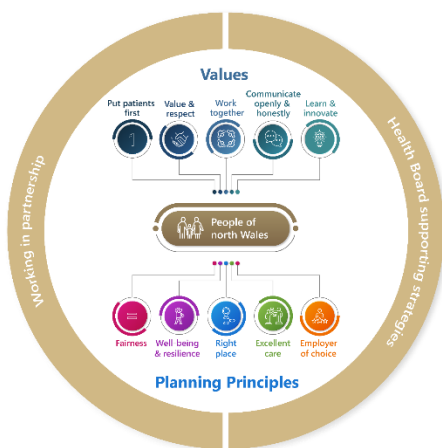 Values
Put patients
first
Value &
respect
Work
together
Communicate
openly &
honestly
Learn &
innovate
Working in partnership
Health Board supporting strategies
People of
north Wales
Fairness
Well-being
& resilience
Right
place
Excellent
care
Employer
of choice
Planning Principles